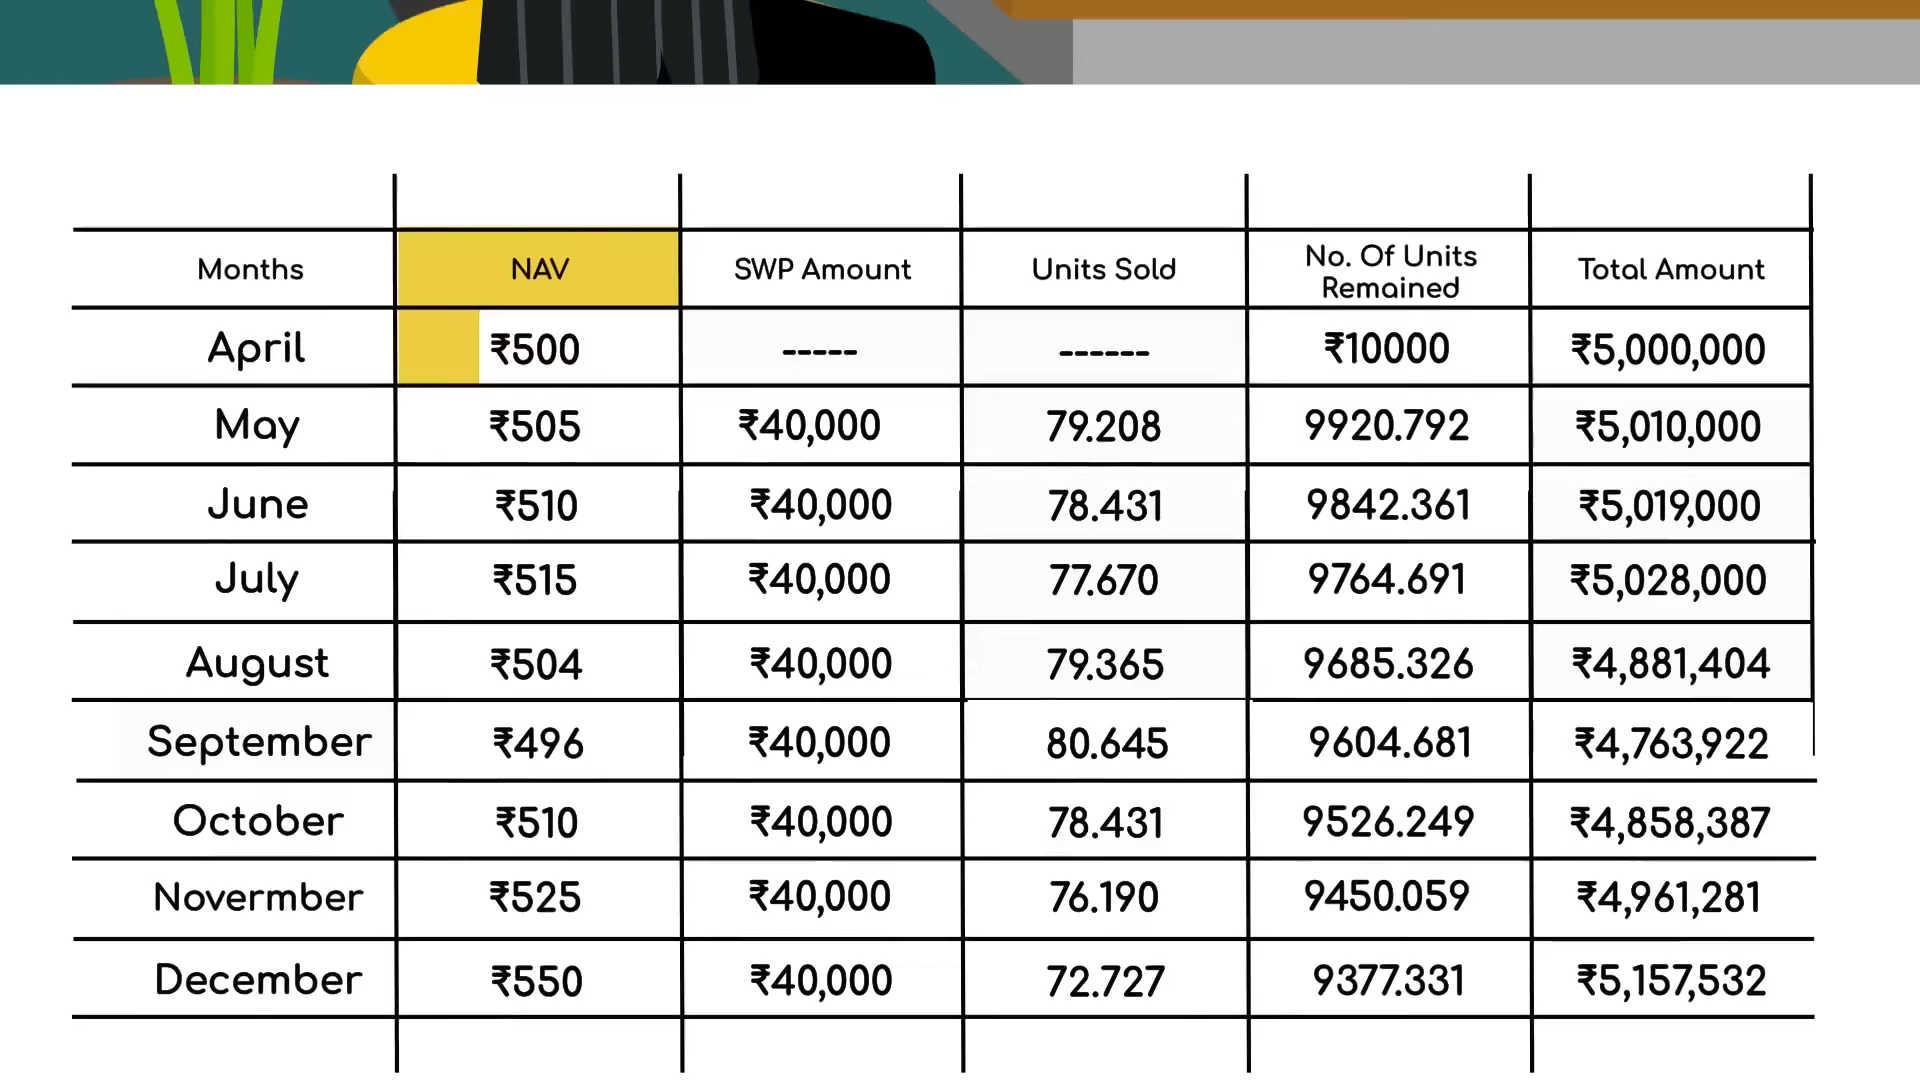 Months NAV SWP Amount Units Sold No. Of Units Remained Total Amount
April ₹500 ----- ------ ₹10000 ₹5,000,000
May ₹505 ₹40,000 79.208 9920.792 ₹5,010,000
June ₹510 ₹40,000 78.431 9842.361 ₹5,019,000
July ₹515 ₹40,000 77.670 9764.691 ₹5,028,000
August ₹504 ₹40,000 79.365 9685.326 ₹4,881,404
September ₹496 ₹40,000 80.645 9604.681 ₹4,763,922
October ₹510 ₹40,000 78.431 9526.249 ₹4,858,387
Novermber ₹525 ₹40,000 76.190 9450.059 ₹4,961,281
December ₹550 ₹40,000 72.727 9377.331 ₹5,157,532